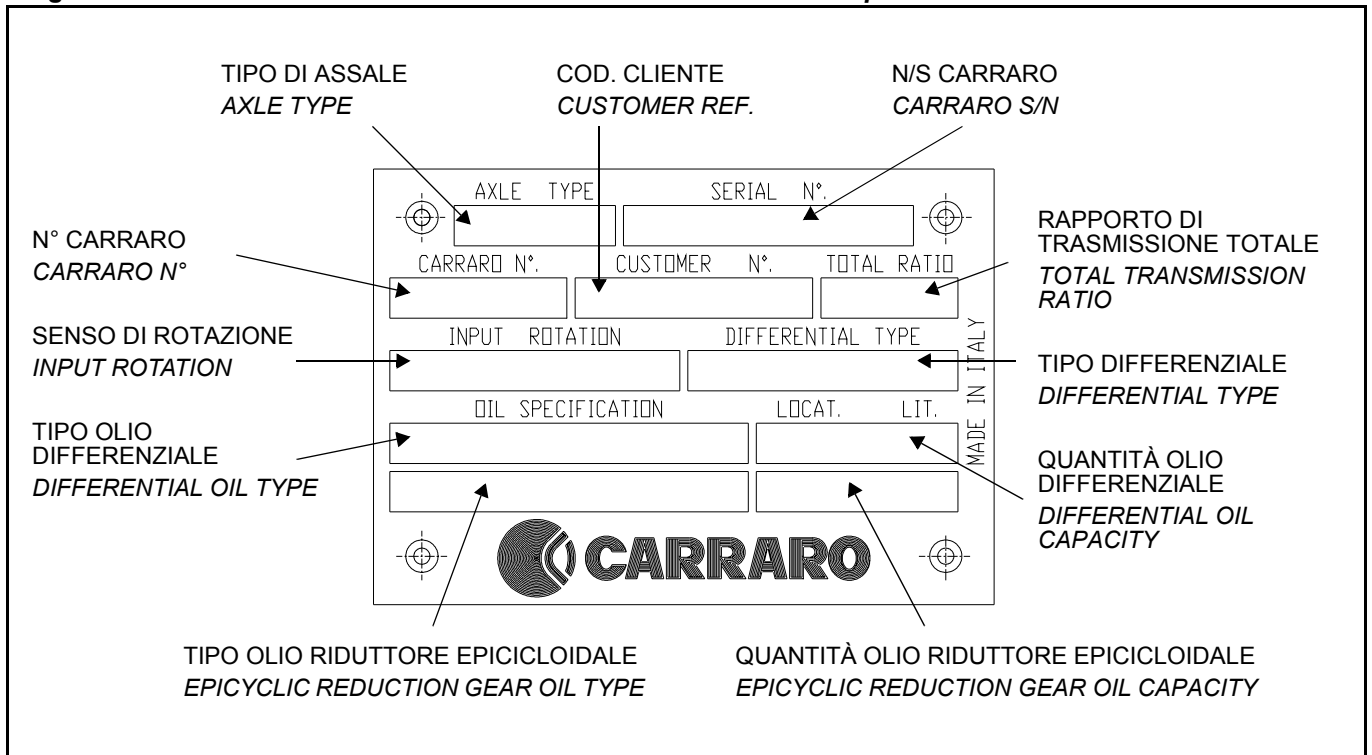 TIPO DI ASSALE
AXLE TYPE
COD. CLIENTE
CUSTOMER REF.
N/S CARRARO
CARRARO S/N
AXLE TYPE
SERIAL N°.
N° CARRARO
CARRARO N°
RAPPORTO DI
TRASMISSIONE TOTALE
TOTAL TRANSMISSION
RATIO
CARRARO N°.
CUSTOMER N°.
TOTAL RATIO
SENSO DI ROTAZIONE
INPUT ROTATION
INPUT ROTATION
DIFFERENTIAL TYPE
MADE IN ITALY
TIPO DIFFERENZIALE
DIFFERENTIAL TYPE
TIPO OLIO
DIFFERENZIALE
DIFFERENTIAL OIL TYPE
OIL SPECIFICATION
LOCAT. LIT.
QUANTITÀ OLIO
DIFFERENZIALE
DIFFERENTIAL OIL
CAPACITY
CARRARO
TIPO OLIO RIDUTTORE EPICICLOIDALE
EPICYCLIC REDUCTION GEAR OIL TYPE
QUANTITÀ OLIO RIDUTTORE EPICICLOIDALE
EPICYCLIC REDUCTION GEAR OIL CAPACITY